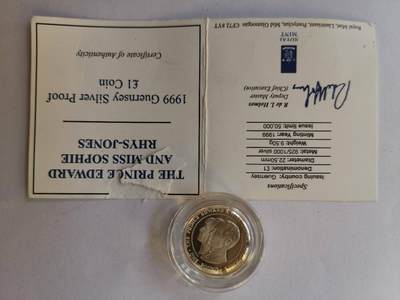 THE PRINCE EDWARD
AND MISS SOPHIE
RHYS-JONES
1999 Guernsey Silver Proof
£1 Coin
Certificate of Authenticity
Specifications
Issuing country: Guernsey
Denomination: £1
Diameter: 22.50mm
Metal: 925/1000 silver
Weight: 9.50g
Minting Year: 1999
Issue limit: 50,000
R de L Holmes
Deputy Master
(Chief Executive)
ROYAL
MINT
Royal Mint, Llantrisant, Pontyclun, Mid Glamorgan CF72 8YT